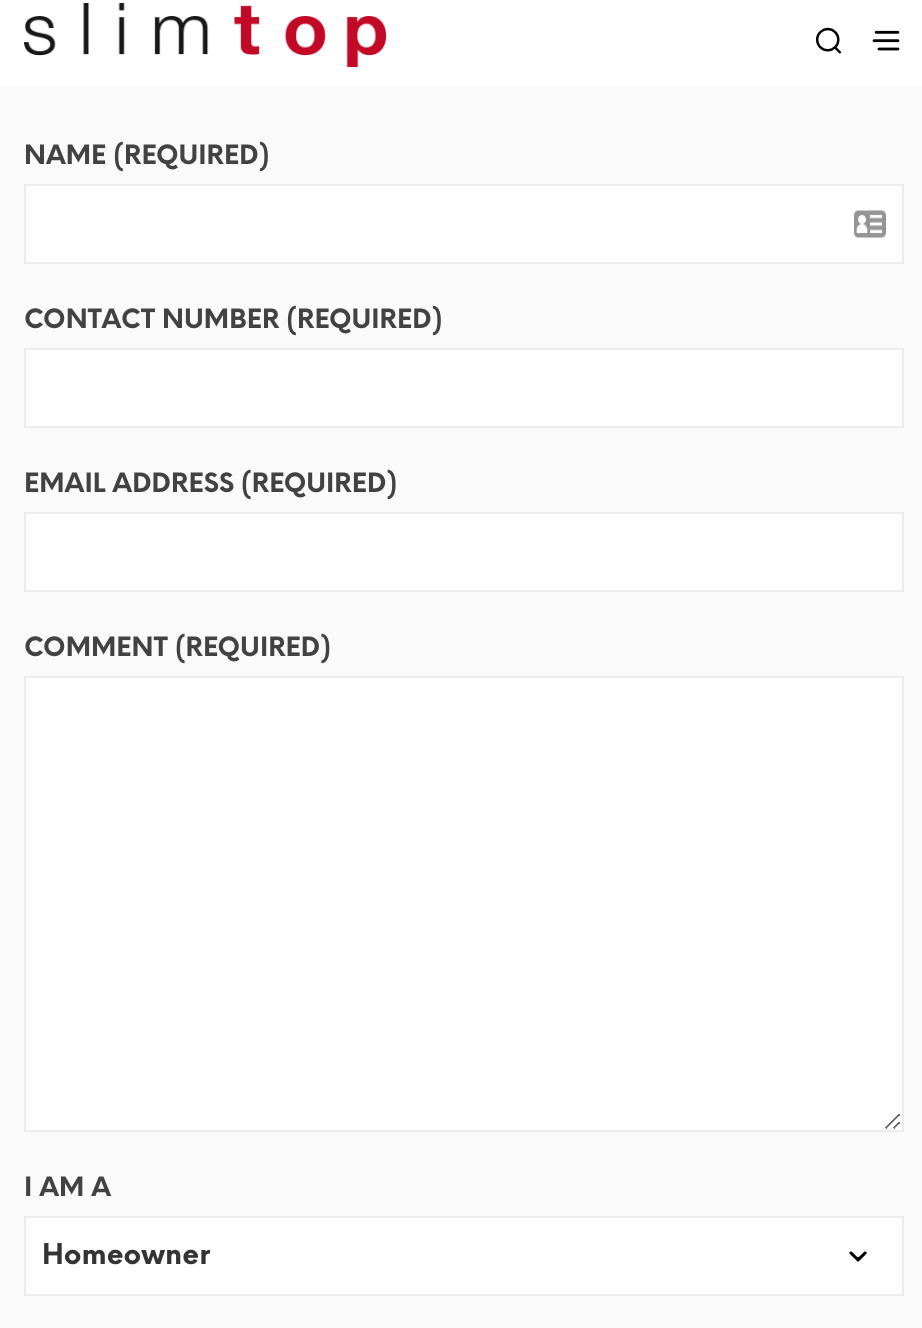 slimtop
NAME (REQUIRED)
CONTACT NUMBER (REQUIRED)
EMAIL ADDRESS (REQUIRED)
COMMENT (REQUIRED)
I AM A
Homeowner